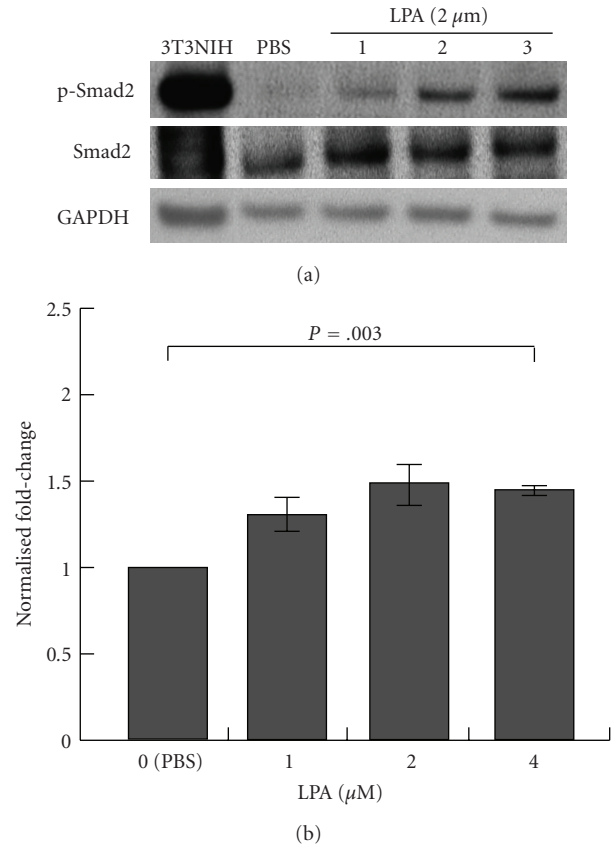 LPA (2 μm)
3T3NIH PBS 1 2 3
p-Smad2
Smad2
GAPDH
(a)
2.5
P = .003
2
1.5
1
0.5
0
Normalised fold-change
0 (PBS) 1 2 4
LPA (μM)
(b)